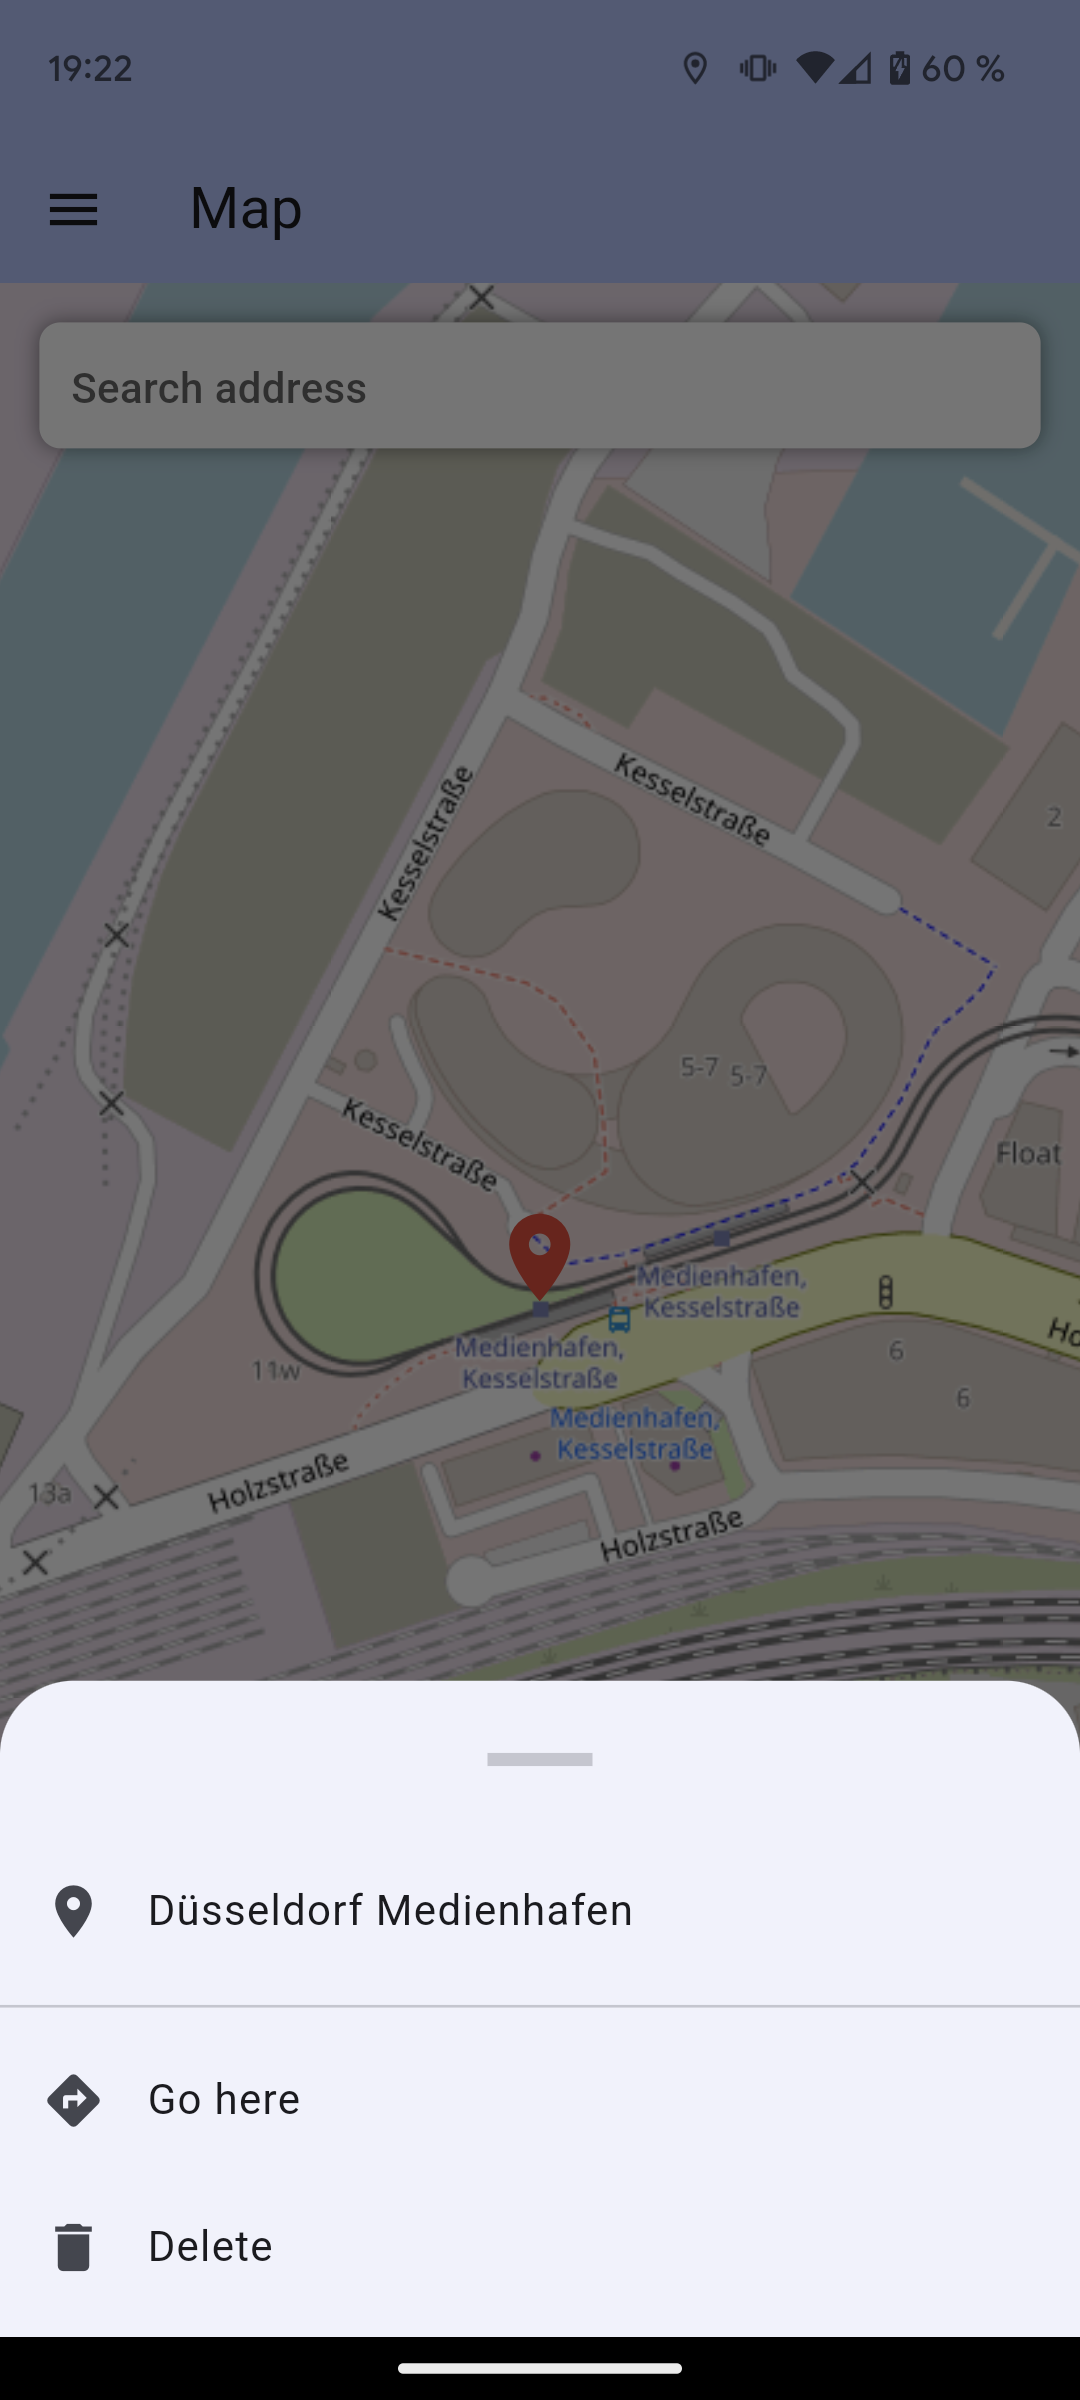 19:22
60 %
Map
Search address
Kesselstraße
Kesselstraße
2
5-7
5-7
Kesselstraße
Float
Medienhafen,
Kesselstraße
Medienhafen,
Kesselstraße
11w
6
6
Ho
Medienhafen,
Kesselstraße
Holzstraße
13a
Holzstraße
Düsseldorf Medienhafen
Go here
Delete